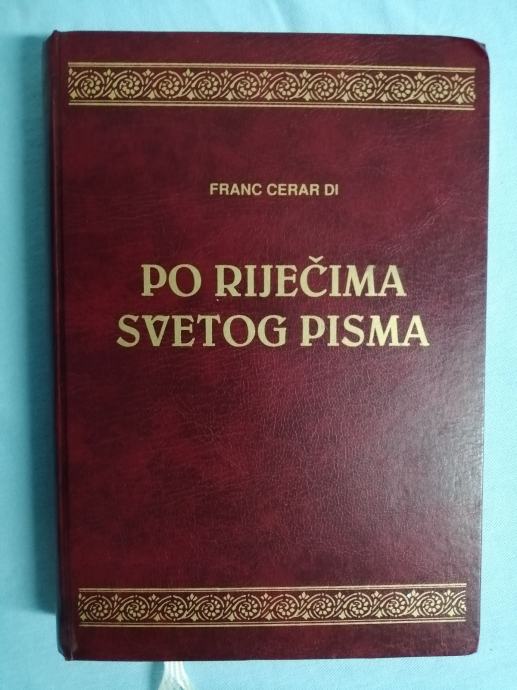 FRANC CERAR DI
PO RIJEČIMA
SVETOG PISMA